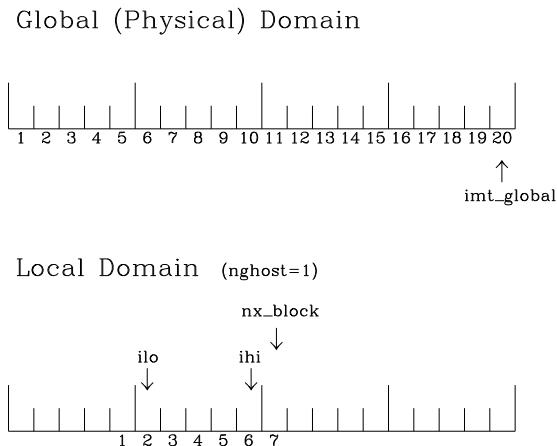 Global (Physical) Domain
1 2 3 4 5 6 7 8 9 10 11 12 13 14 15 16 17 18 19 20
imt_global
Local Domain (nghost=1)
nx_block
ilo ihi
1 2 3 4 5 6 7